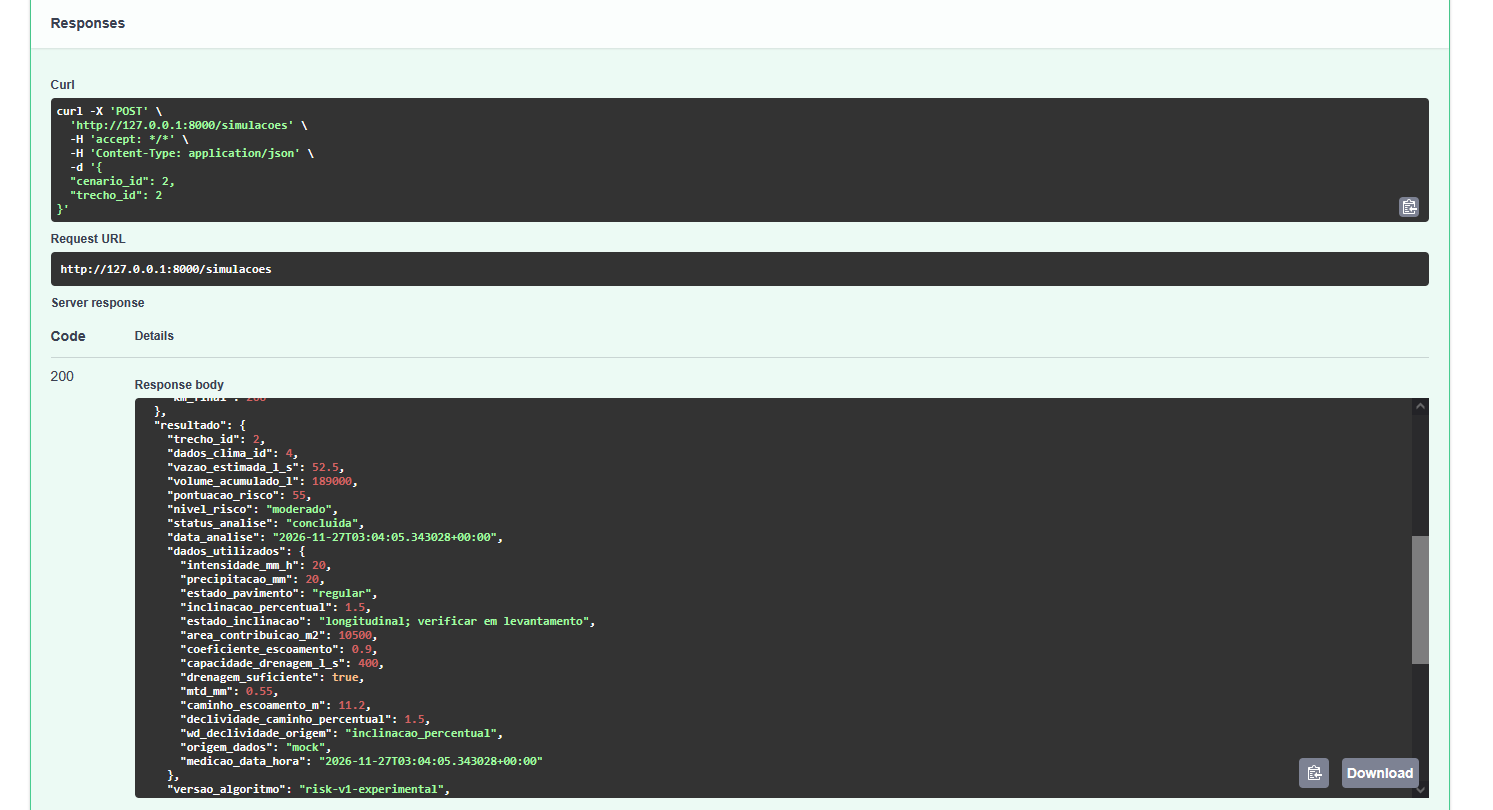 Responses
Curl
curl -X 'POST' \
'http://127.0.0.1:8000/simulacoes' \
-H 'accept: */*' \
-H 'Content-Type: application/json' \
-d '{
"cenario_id": 2,
"trecho_id": 2
}'
Request URL
http://127.0.0.1:8000/simulacoes
Server response
Code Details
200
Response body
"km_final": 200
},
"resultado": {
"trecho_id": 2,
"dados_clima_id": 4,
"vazao_estimada_l_s": 52.5,
"volume_acumulado_l": 189000,
"pontuacao_risco": 55,
"nivel_risco": "moderado",
"status_analise": "concluida",
"data_analise": "2026-11-27T03:04:05.343028+00:00",
"dados_utilizados": {
"intensidade_mm_h": 20,
"precipitacao_mm": 20,
"estado_pavimento": "regular",
"inclinacao_percentual": 1.5,
"estado_inclinacao": "longitudinal; verificar em levantamento",
"area_contribuicao_m2": 10500,
"coeficiente_escoamento": 0.9,
"capacidade_drenagem_l_s": 400,
"drenagem_suficiente": true,
"mtd_mm": 0.55,
"caminho_escoamento_m": 11.2,
"declividade_caminho_percentual": 1.5,
"wd_declividade_origem": "inclinacao_percentual",
"origem_dados": "mock",
"medicao_data_hora": "2026-11-27T03:04:05.343028+00:00"
},
"versao_algoritmo": "risk-v1-experimental",
Download